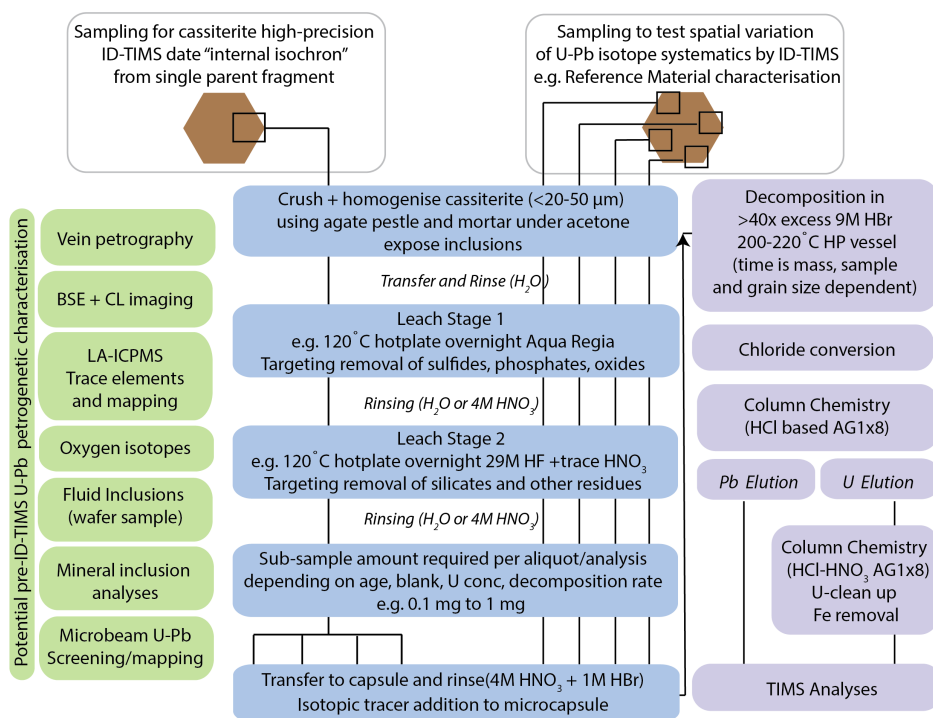 Sampling for cassiterite high-precision
ID-TIMS date “internal isochron”
from single parent fragment
Sampling to test spatial variation
of U-Pb isotope systematics by ID-TIMS
e.g. Reference Material characterisation
Potential pre-ID-TIMS U-Pb petrogenetic characterisation
Vein petrography
BSE + CL imaging
LA-ICPMS
Trace elements
and mapping
Oxygen isotopes
Fluid Inclusions
(wafer sample)
Mineral inclusion
analyses
Microbeam U-Pb
Screening/mapping
Crush + homogenise cassiterite (<20-50 µm)
using agate pestle and mortar under acetone
expose inclusions
Transfer and Rinse (H₂O)
Leach Stage 1
e.g. 120˚C hotplate overnight Aqua Regia
Targeting removal of sulfides, phosphates, oxides
Rinsing (H₂O or 4M HNO₃)
Leach Stage 2
e.g. 120˚C hotplate overnight 29M HF +trace HNO₃
Targeting removal of silicates and other residues
Rinsing (H₂O or 4M HNO₃)
Sub-sample amount required per aliquot/analysis
depending on age, blank, U conc, decomposition rate
e.g. 0.1 mg to 1 mg
Transfer to capsule and rinse(4M HNO₃ + 1M HBr)
Isotopic tracer addition to microcapsule
Decomposition in
>40x excess 9M HBr
200-220˚C HP vessel
(time is mass, sample
and grain size dependent)
Chloride conversion
Column Chemistry
(HCl based AG1x8)
Pb Elution
U Elution
Column Chemistry
(HCl-HNO₃ AG1x8)
U-clean up
Fe removal
TIMS Analyses